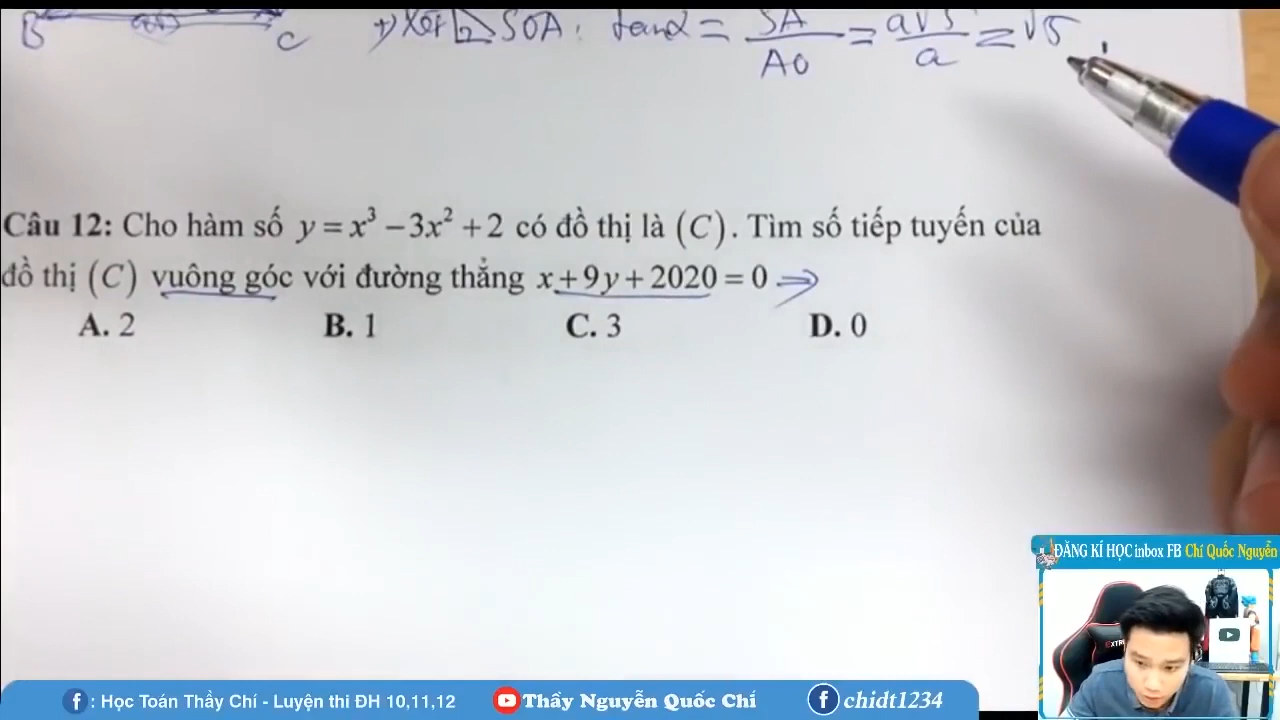 B C +) Xét SOA: tanα = SA/AO = a√5/a = √5
Câu 12: Cho hàm số y = x³ − 3x² + 2 có đồ thị là (C). Tìm số tiếp tuyến của
đồ thị (C) vuông góc với đường thẳng x + 9y + 2020 = 0 ⇒
A. 2 B. 1 C. 3 D. 0
ĐĂNG KÍ HỌC inbox FB Chí Quốc Nguyễn
: Học Toán Thầy Chí - Luyện thi ĐH 10,11,12 Thầy Nguyễn Quốc Chí chidt1234